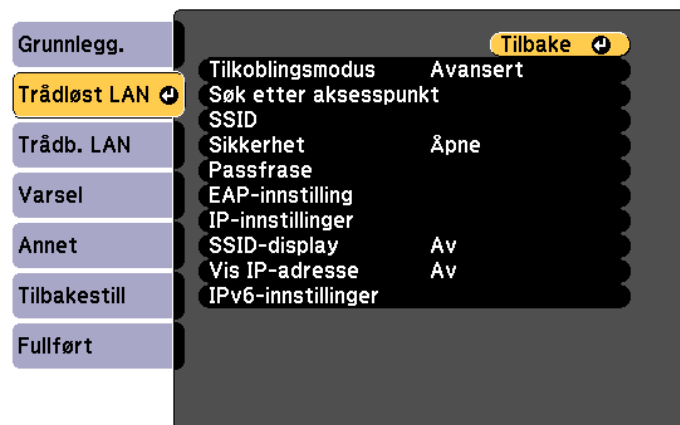 Grunnlegg.
Trådløst LAN
Trådb. LAN
Varsel
Annet
Tilbakestill
Fullført
Tilbake
Tilkoblingsmodus Avansert
Søk etter aksesspunkt
SSID
Sikkerhet Åpne
Passfrase
EAP-innstilling
IP-innstillinger
SSID-display Av
Vis IP-adresse Av
IPv6-innstillinger